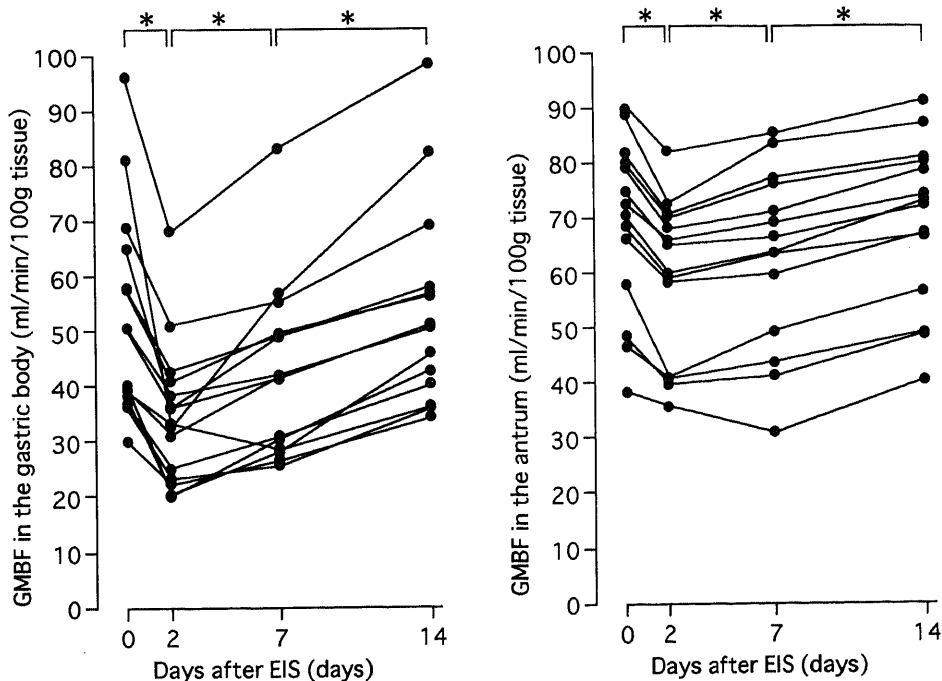 * * *
100
90
80
70
60
50
40
30
20
10
0
GMBF in the gastric body (ml/min/100g tissue)
0 2 7 14
Days after EIS (days)
* * *
100
90
80
70
60
50
40
30
20
10
0
GMBF in the antrum (ml/min/100g tissue)
0 2 7 14
Days after EIS (days)